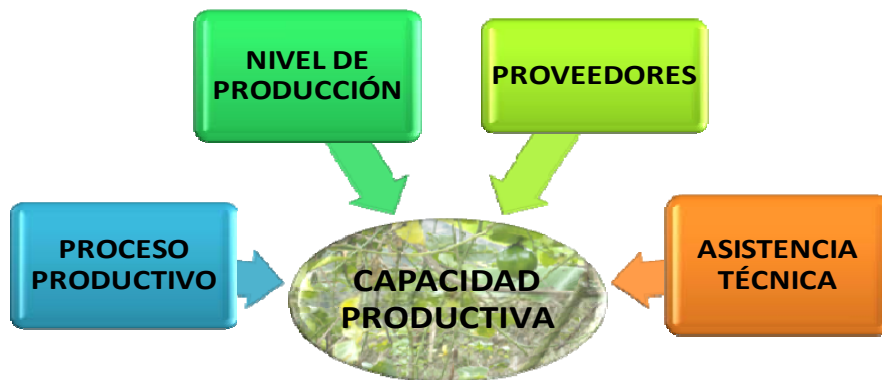 NIVEL DE
PRODUCCIÓN
PROVEEDORES
PROCESO
PRODUCTIVO
CAPACIDAD
PRODUCTIVA
ASISTENCIA
TÉCNICA